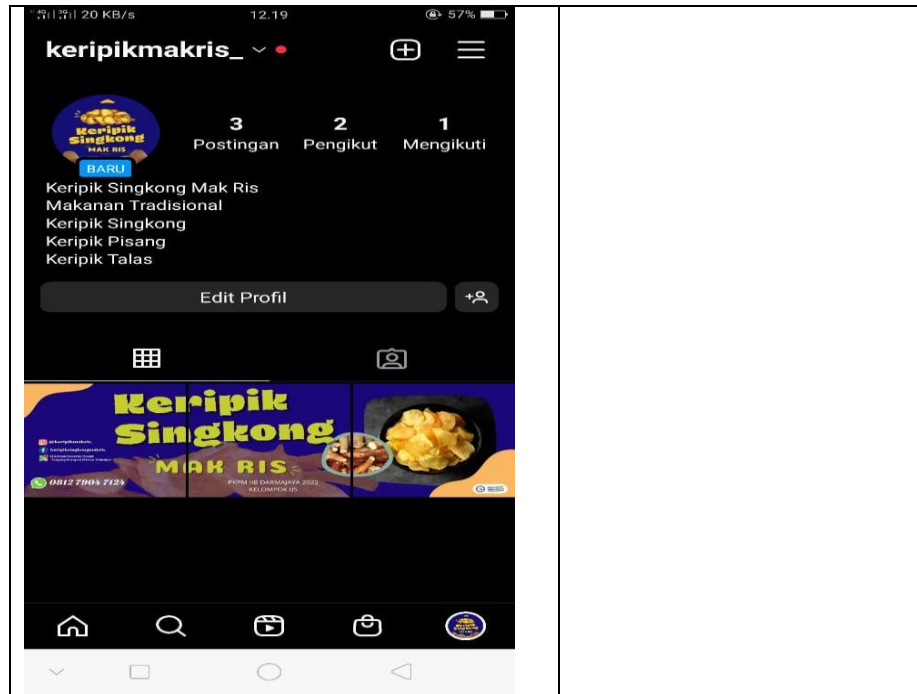 20 KB/s 12.19 57%
keripikmakris_
Keripik
Singkong
MAK RIS
BARU
3 2 1
Postingan Pengikut Mengikuti
Keripik Singkong Mak Ris
Makanan Tradisional
Keripik Singkong
Keripik Pisang
Keripik Talas
Edit Profil
Keripik
Singkong
MAK RIS
0812 7904 7124
PKPM IIB DARMAJAYA 2022
KELOMPOK 05